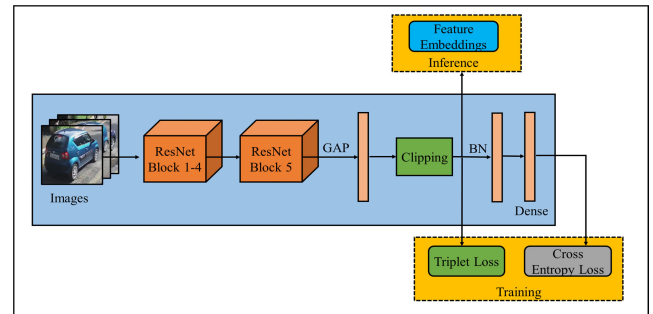 Feature
Embeddings
Inference
ResNet
Block 1-4
ResNet
Block 5
GAP
Clipping
BN
Images
Dense
Triplet Loss
Cross
Entropy Loss
Training